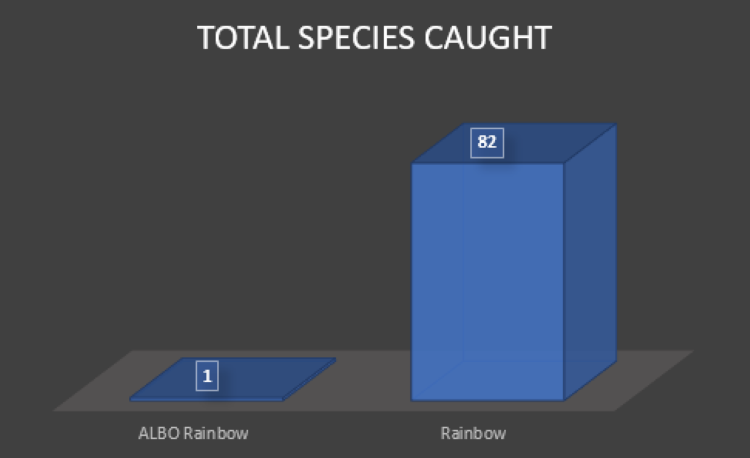 TOTAL SPECIES CAUGHT
82
1
ALBO Rainbow
Rainbow